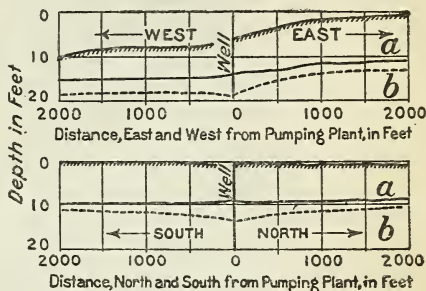 Depth in Feet
0
10
20
WEST
Well
EAST
a
b
2000 1000 0 1000 2000
Distance, East and West from Pumping Plant, in Feet
0
10
20
Well
a
b
SOUTH
NORTH
2000 1000 0 1000 2000
Distance, North and South from Pumping Plant, in Feet